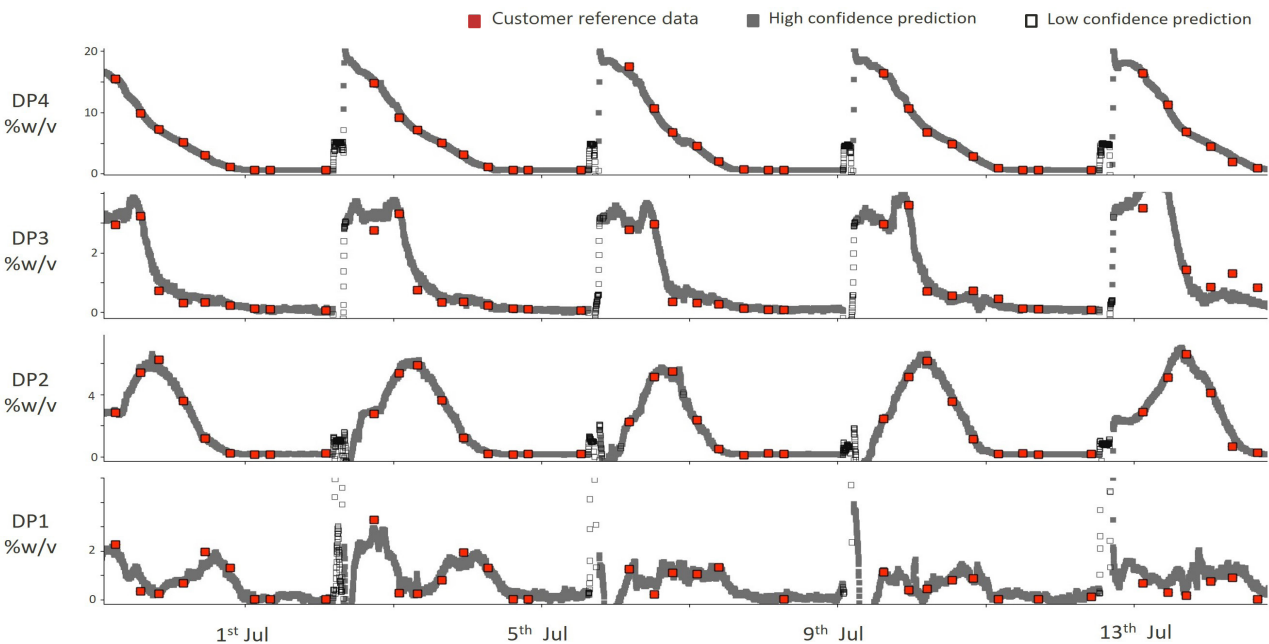 Customer reference data
High confidence prediction
Low confidence prediction
DP4
%w/v
20
10
0
DP3
%w/v
2
0
DP2
%w/v
4
0
DP1
%w/v
2
0
1st Jul
5th Jul
9th Jul
13th Jul